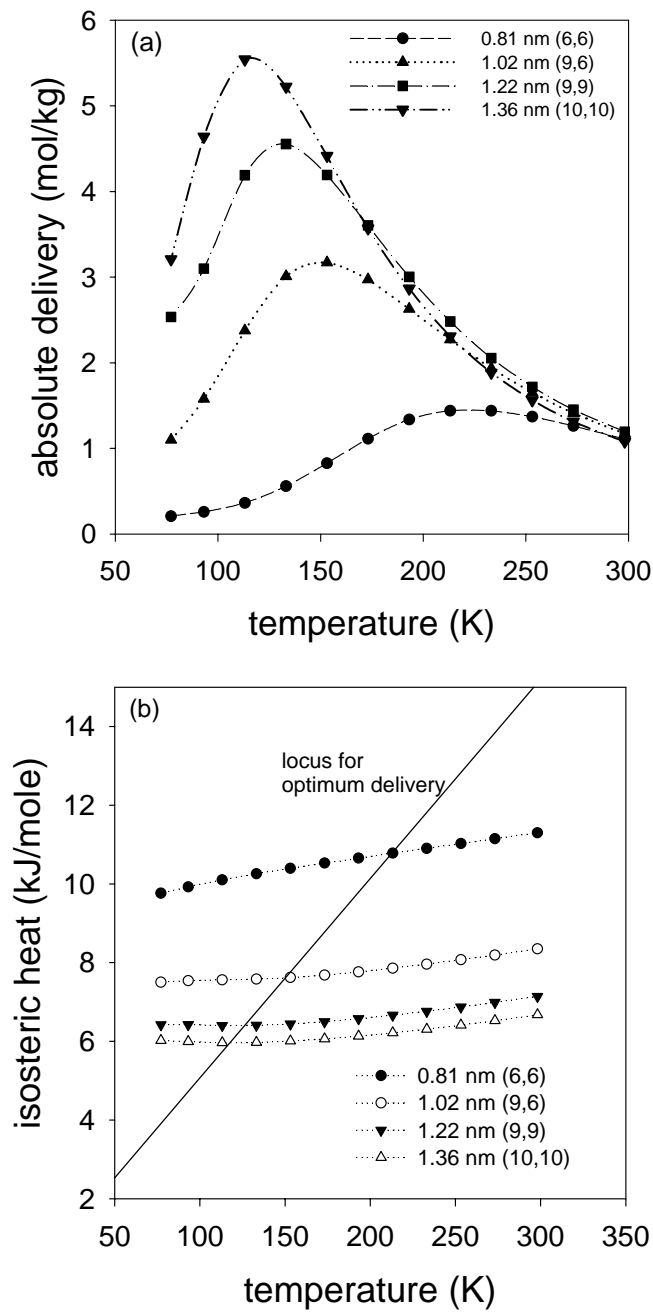 (a)
0.81 nm (6,6)
1.02 nm (9,6)
1.22 nm (9,9)
1.36 nm (10,10)
absolute delivery (mol/kg)
6
5
4
3
2
1
0
50 100 150 200 250 300
temperature (K)
(b)
locus for
optimum delivery
isosteric heat (kJ/mole)
14
12
10
8
6
4
2
0.81 nm (6,6)
1.02 nm (9,6)
1.22 nm (9,9)
1.36 nm (10,10)
50 100 150 200 250 300 350
temperature (K)